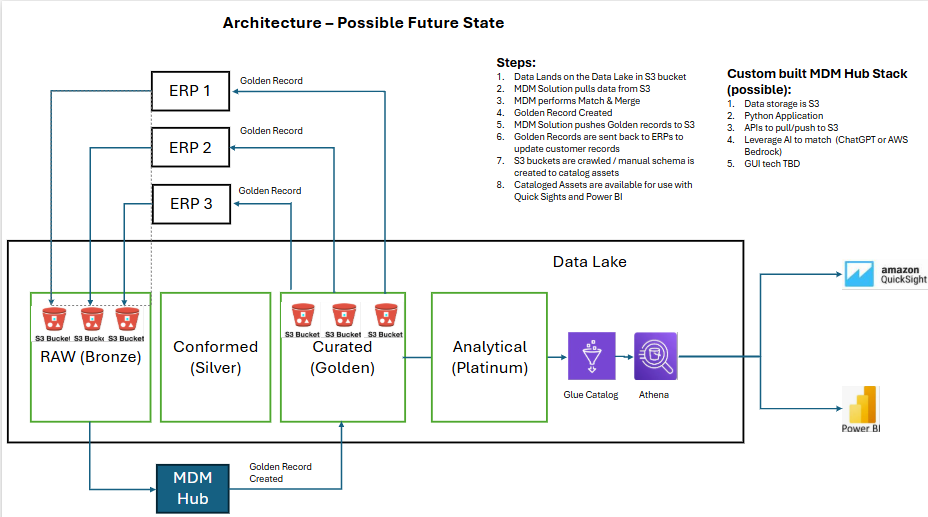 Architecture – Possible Future State
Steps:
1. Data Lands on the Data Lake in S3 bucket
2. MDM Solution pulls data from S3
3. MDM performs Match & Merge
4. Golden Record Created
5. MDM Solution pushes Golden records to S3
6. Golden Records are sent back to ERPs to
update customer records
7. S3 buckets are crawled / manual schema is
created to catalog assets
8. Cataloged Assets are available for use with
Quick Sights and Power BI
Custom built MDM Hub Stack
(possible):
1. Data storage is S3
2. Python Application
3. APIs to pull/push to S3
4. Leverage AI to match (ChatGPT or AWS
Bedrock)
5. GUI tech TBD
ERP 1
Golden Record
ERP 2
Golden Record
ERP 3
Golden Record
Data Lake
S3 Bucket
S3 Bucke
S3 Bucket
RAW (Bronze)
Conformed
(Silver)
S3 Bucket
S3 Bucket
S3 Bucket
Curated
(Golden)
Analytical
(Platinum)
Glue Catalog
Athena
amazon
QuickSight
Power BI
MDM
Hub
Golden Record
Created